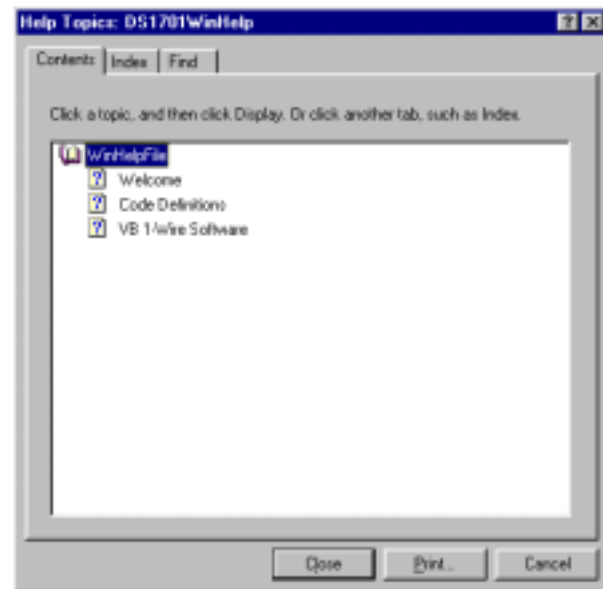 Help Topics: DS1701WinHelp
Contents Index Find
Click a topic, and then click Display. Or click another tab, such as Index.
WinHelpFile
Welcome
Code Definitions
VB 1-Wire Software
Close Print... Cancel